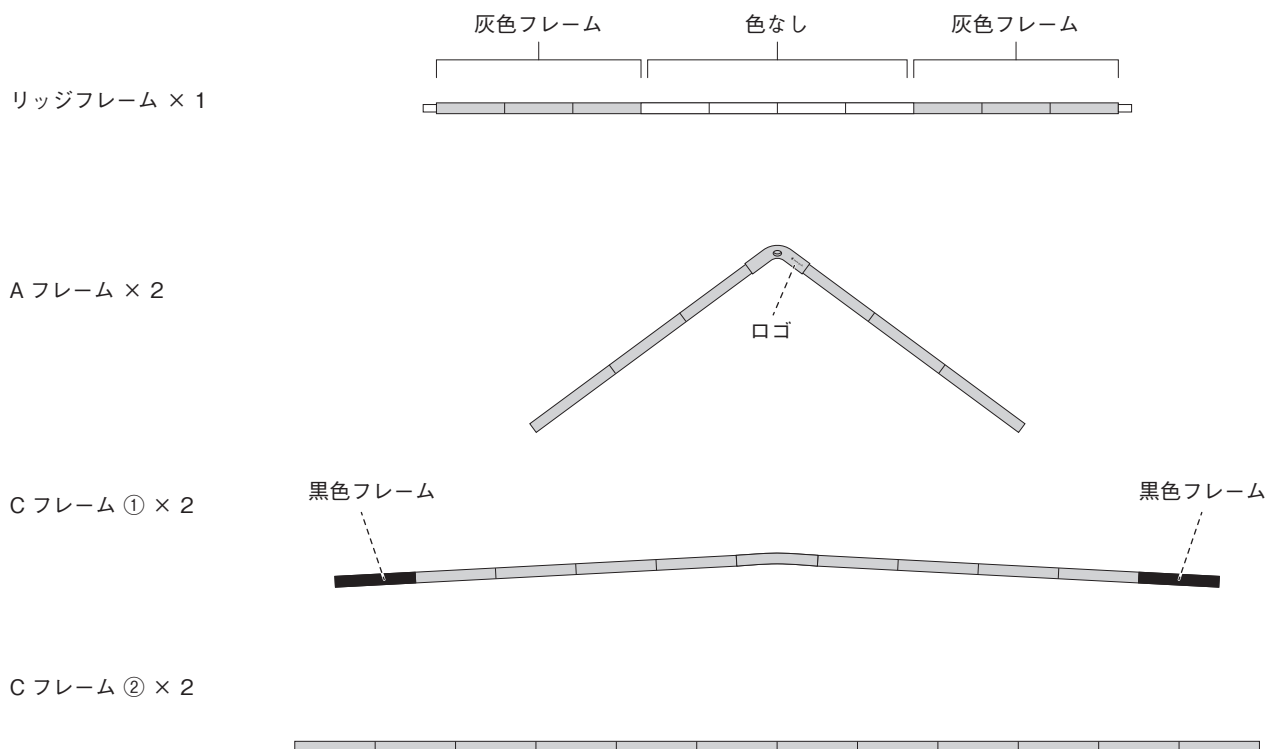 灰色フレーム 色なし 灰色フレーム
リッジフレーム × 1
A フレーム × 2
ロゴ
C フレーム ① × 2
黒色フレーム 黒色フレーム
C フレーム ② × 2